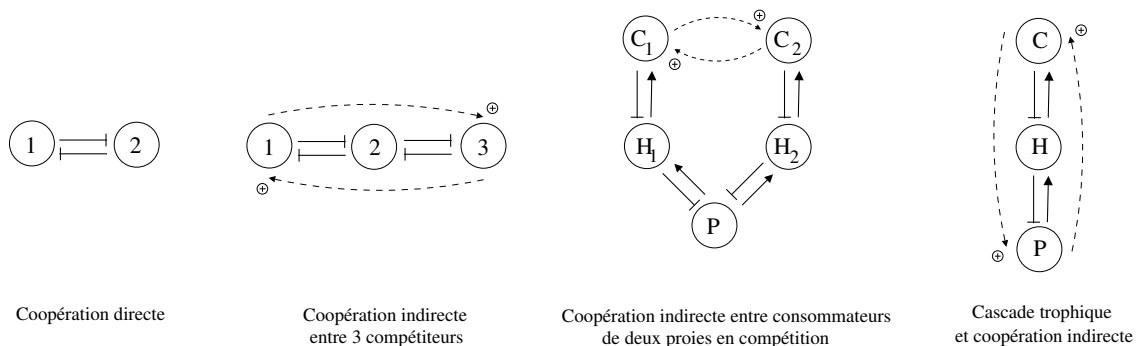 1
2
1
2
3
C1
C2
H1
H2
P
C
H
P
⊕
⊕
⊕
⊕
⊕
⊕
Coopération directe
Coopération indirecte
entre 3 compétiteurs
Coopération indirecte entre consommateurs
de deux proies en compétition
Cascade trophique
et coopération indirecte